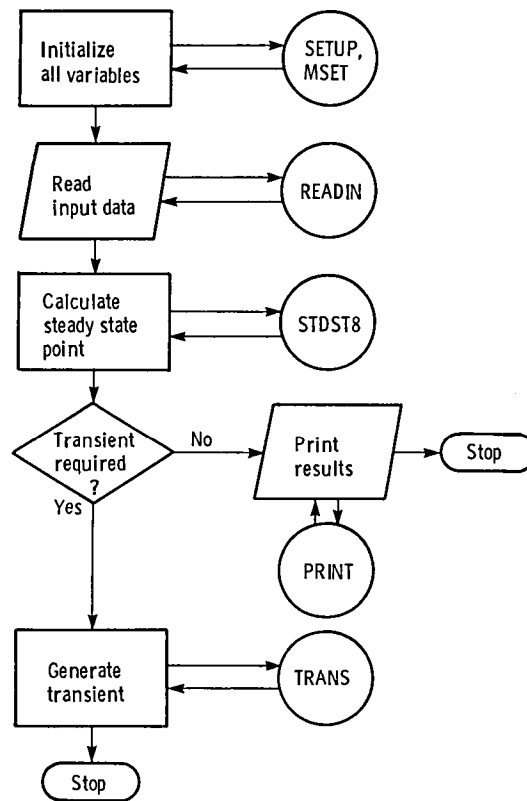 Initialize
all variables
SETUP,
MSET
Read
input data
READIN
Calculate
steady state
point
STDST8
Transient
required
?
No
Yes
Print
results
Stop
PRINT
Generate
transient
TRANS
Stop